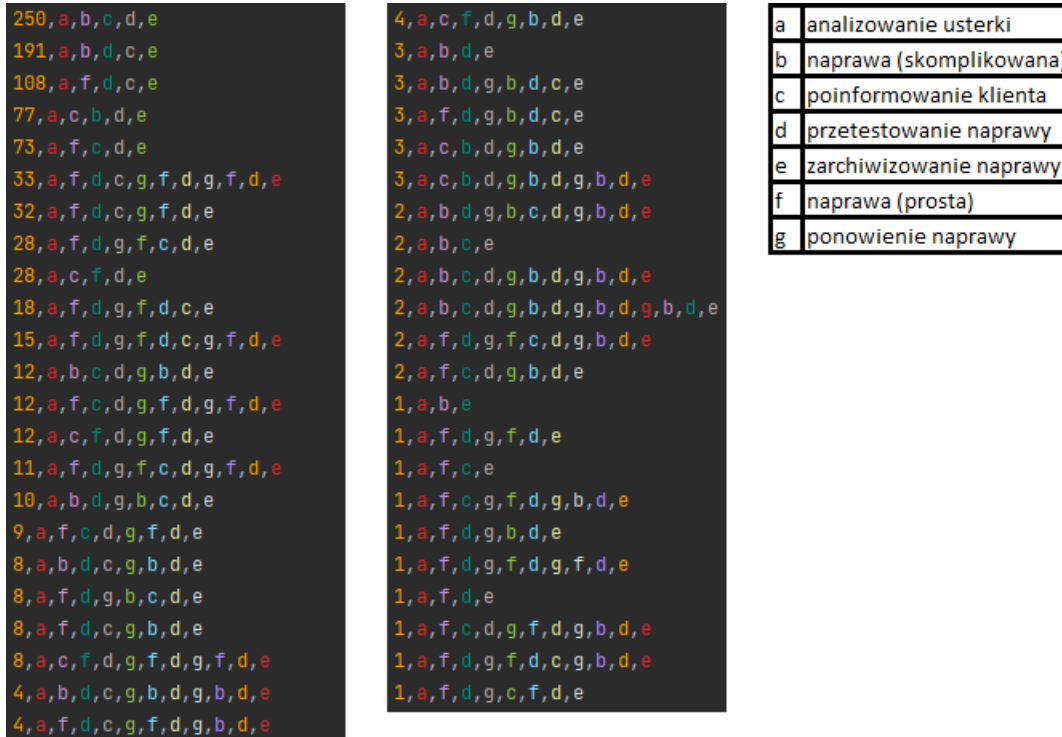 250,a,b,c,d,e
191,a,b,d,c,e
108,a,f,d,c,e
77,a,c,b,d,e
73,a,f,c,d,e
33,a,f,d,c,g,f,d,g,f,d,e
32,a,f,d,c,g,f,d,e
28,a,f,d,g,f,c,d,e
28,a,c,f,d,e
18,a,f,d,g,f,d,c,e
15,a,f,d,g,f,d,c,g,f,d,e
12,a,b,c,d,g,b,d,e
12,a,f,c,d,g,f,d,g,f,d,e
12,a,c,f,d,g,f,d,e
11,a,f,d,g,f,c,d,g,f,d,e
10,a,b,d,g,b,c,d,e
9,a,f,c,d,g,f,d,e
8,a,b,d,c,g,b,d,e
8,a,f,d,g,b,c,d,e
8,a,f,d,c,g,b,d,e
8,a,c,f,d,g,f,d,g,f,d,e
4,a,b,d,c,g,b,d,g,b,d,e
4,a,f,d,c,g,f,d,g,b,d,e
4,a,c,f,d,g,b,d,e
3,a,b,d,e
3,a,b,d,g,b,d,c,e
3,a,f,d,g,b,d,c,e
3,a,c,b,d,g,b,d,e
3,a,c,b,d,g,b,d,g,b,d,e
2,a,b,d,g,b,c,d,g,b,d,e
2,a,b,c,e
2,a,b,c,d,g,b,d,g,b,d,e
2,a,b,c,d,g,b,d,g,b,d,g,b,d,e
2,a,f,d,g,f,c,d,g,b,d,e
2,a,f,c,d,g,b,d,e
1,a,b,e
1,a,f,d,g,f,d,e
1,a,f,c,e
1,a,f,c,g,f,d,g,b,d,e
1,a,f,d,g,b,d,e
1,a,f,d,g,f,d,g,f,d,e
1,a,f,d,e
1,a,f,c,d,g,f,d,g,b,d,e
1,a,f,d,g,f,d,c,g,b,d,e
1,a,f,d,g,c,f,d,e
a analizowanie usterki
b naprawa (skomplikowana)
c poinformowanie klienta
d przetestowanie naprawy
e zarchiwizowanie naprawy
f naprawa (prosta)
g ponowienie naprawy